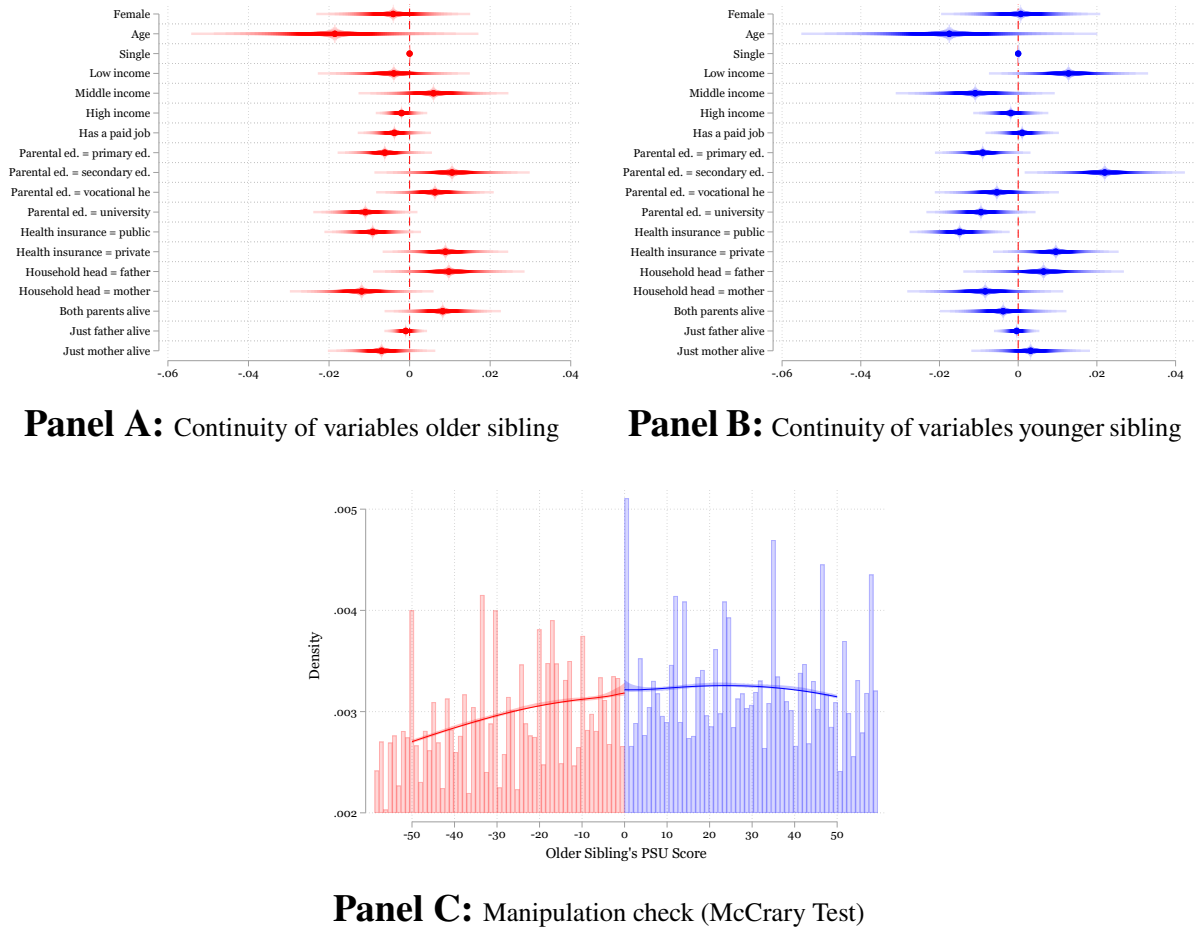 Female
Age
Single
Low income
Middle income
High income
Has a paid job
Parental ed. = primary ed.
Parental ed. = secondary ed.
Parental ed. = vocational he
Parental ed. = university
Health insurance = public
Health insurance = private
Household head = father
Household head = mother
Both parents alive
Just father alive
Just mother alive
-.06 -.04 -.02 0 .02 .04
Panel A: Continuity of variables older sibling
Female
Age
Single
Low income
Middle income
High income
Has a paid job
Parental ed. = primary ed.
Parental ed. = secondary ed.
Parental ed. = vocational he
Parental ed. = university
Health insurance = public
Health insurance = private
Household head = father
Household head = mother
Both parents alive
Just father alive
Just mother alive
-.06 -.04 -.02 0 .02 .04
Panel B: Continuity of variables younger sibling
.005
.004
.003
.002
Density
-50 -40 -30 -20 -10 0 10 20 30 40 50
Older Sibling's PSU Score
Panel C: Manipulation check (McCrary Test)